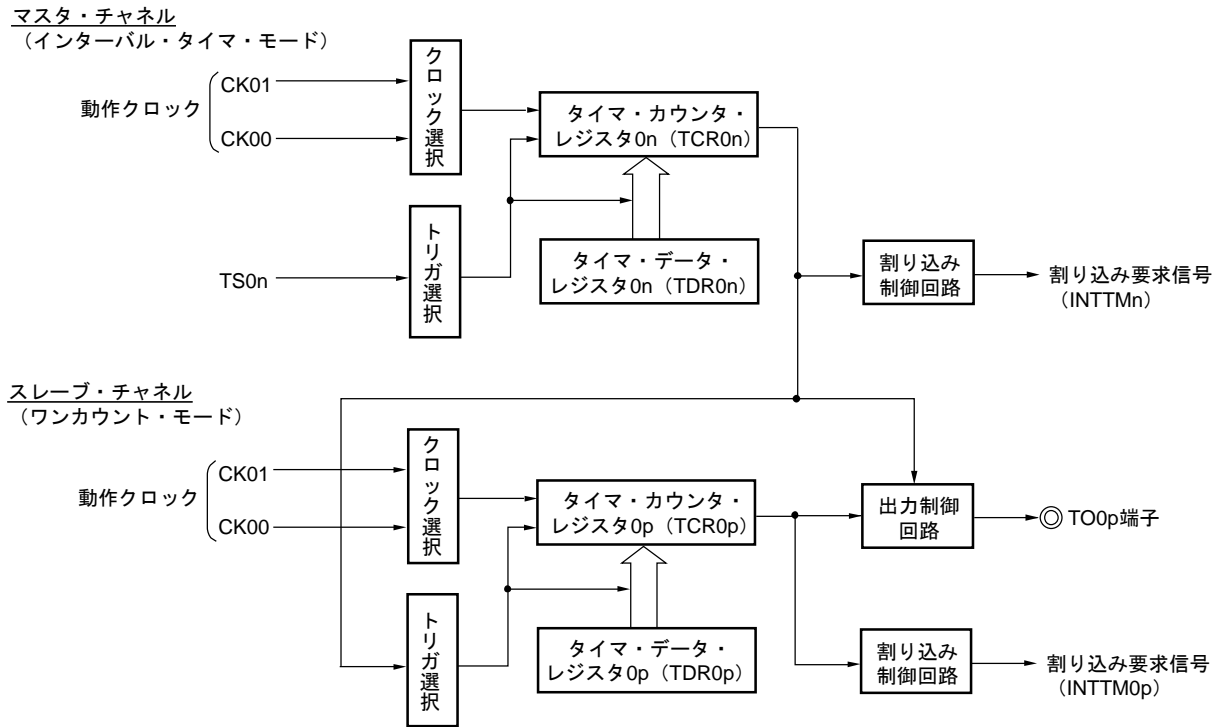 マスタ・チャネル
（インターバル・タイマ・モード）
動作クロック
CK01
CK00
クロック選択
タイマ・カウンタ・
レジスタ0n（TCR0n）
TS0n
トリガ選択
タイマ・データ・
レジスタ0n（TDR0n）
割り込み
制御回路
割り込み要求信号
（INTTMn）
スレーブ・チャネル
（ワンカウント・モード）
動作クロック
CK01
CK00
クロック選択
タイマ・カウンタ・
レジスタ0p（TCR0p）
出力制御
回路
TO0p端子
トリガ選択
タイマ・データ・
レジスタ0p（TDR0p）
割り込み
制御回路
割り込み要求信号
（INTTM0p）